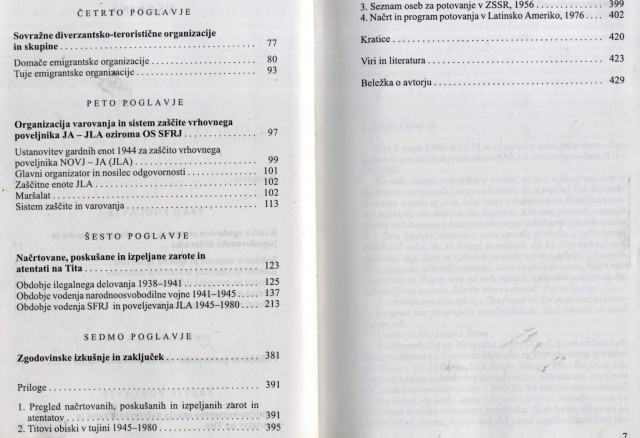 ČETRTO POGLAVJE
Sovražne diverzantsko-teroristične organizacije
in skupine 77
Domače emigrantske organizacije 80
Tuje emigrantske organizacije 93
PETO POGLAVJE
Organizacija varovanja in sistem zaščite vrhovnega
poveljnika JA – JLA oziroma OS SFRJ 97
Ustanovitev gardnih enot 1944 za zaščito vrhovnega
poveljnika NOVJ – JA (JLA) 99
Glavni organizator in nosilec odgovornosti 101
Zaščitne enote JLA 102
Maršalat 102
Sistem zaščite in varovanja 113
ŠESTO POGLAVJE
Načrtovane, poskušane in izpeljane zarote in
atentati na Tita 123
Obdobje ilegalnega delovanja 1938–1941 125
Obdobje vodenja narodnoosvobodilne vojne 1941–1945 137
Obdobje vodenja SFRJ in poveljevanja JLA 1945–1980 213
SEDMO POGLAVJE
Zgodovinske izkušnje in zaključek 381
Priloge 391
1. Pregled načrtovanih, poskušanih in izpeljanih zarot in
atentatov 391
2. Titovi obiski v tujini 1945–1980 395
3. Seznam oseb za potovanje v ZSSR, 1956 399
4. Načrt in program potovanja v Latinsko Ameriko, 1976 402
Kratice 420
Viri in literatura 423
Beležka o avtorju 429
7